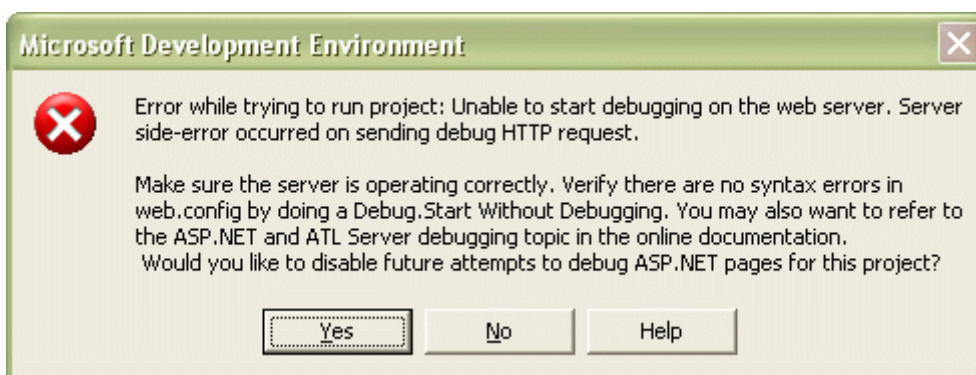 Microsoft Development Environment
Error while trying to run project: Unable to start debugging on the web server. Server
side-error occurred on sending debug HTTP request.
Make sure the server is operating correctly. Verify there are no syntax errors in
web.config by doing a Debug.Start Without Debugging. You may also want to refer to
the ASP.NET and ATL Server debugging topic in the online documentation.
Would you like to disable future attempts to debug ASP.NET pages for this project?
Yes No Help